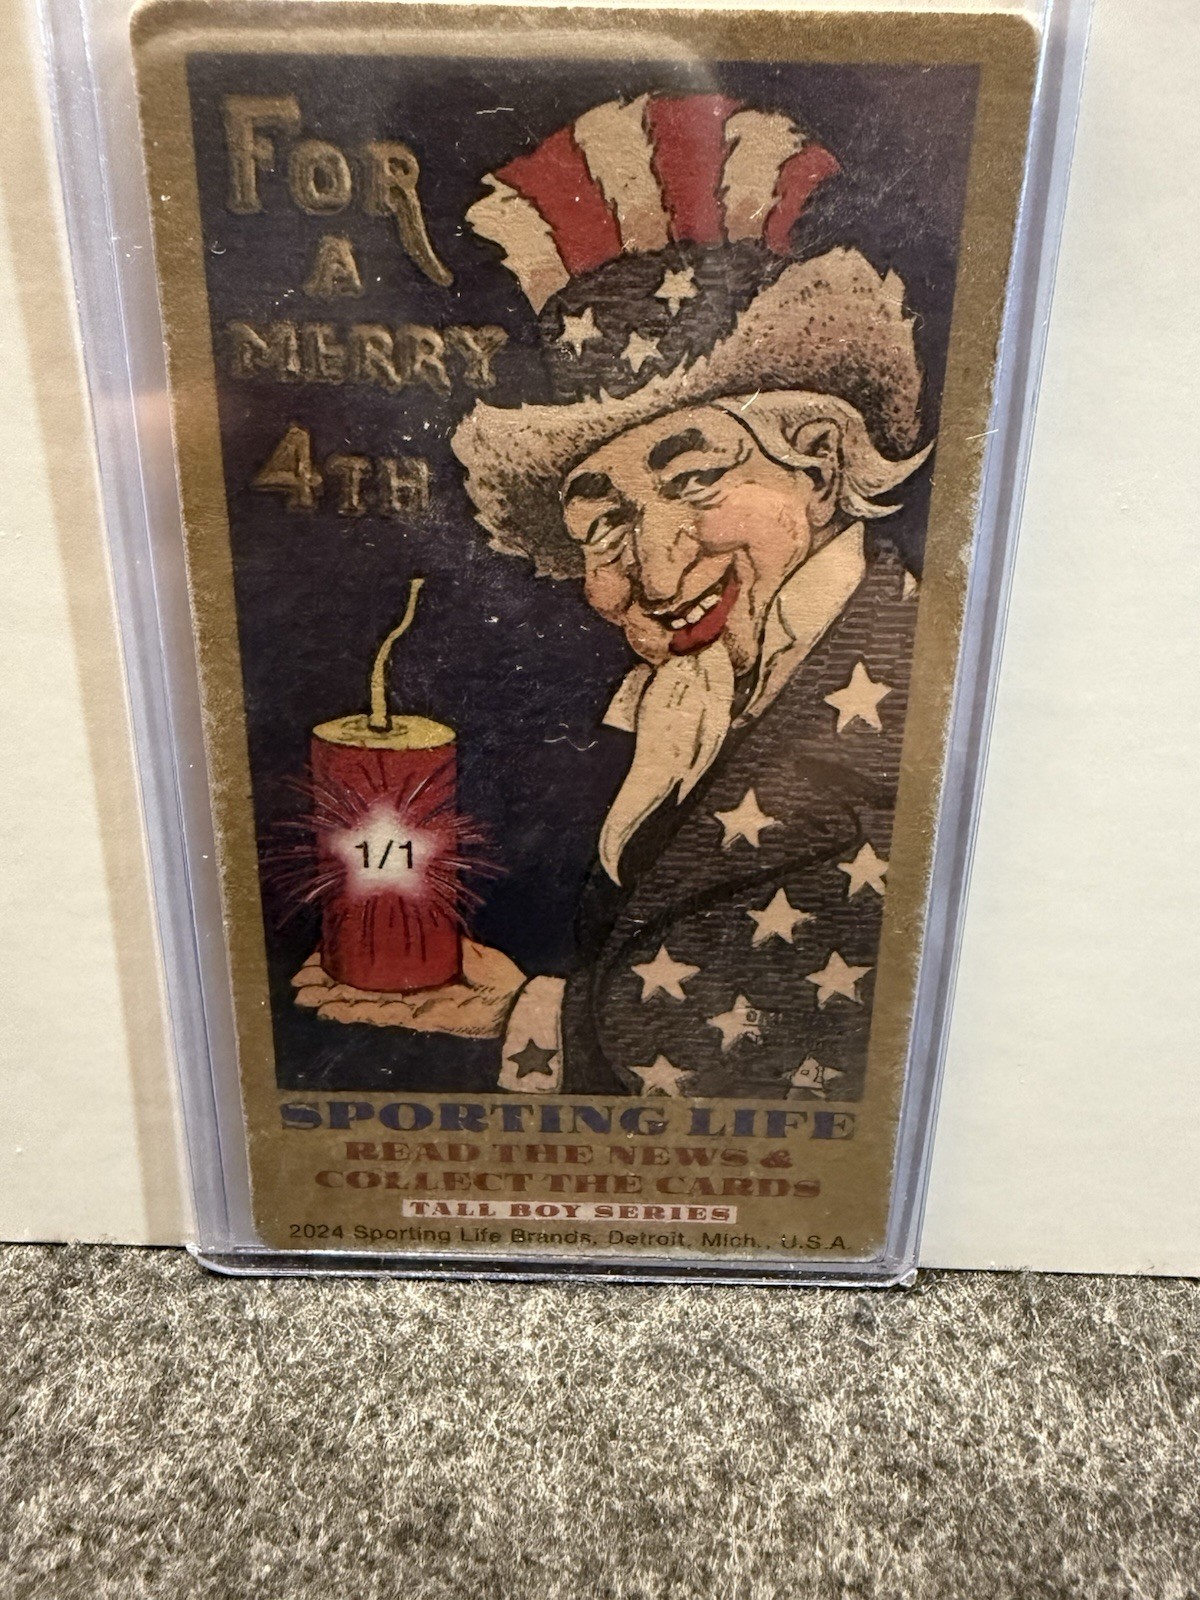 FOR
A
MERRY
4TH
1/1
SPORTING LIFE
READ THE NEWS &
COLLECT THE CARDS
TALL BOY SERIES
2024 Sporting Life Brands, Detroit, Mich., U.S.A.